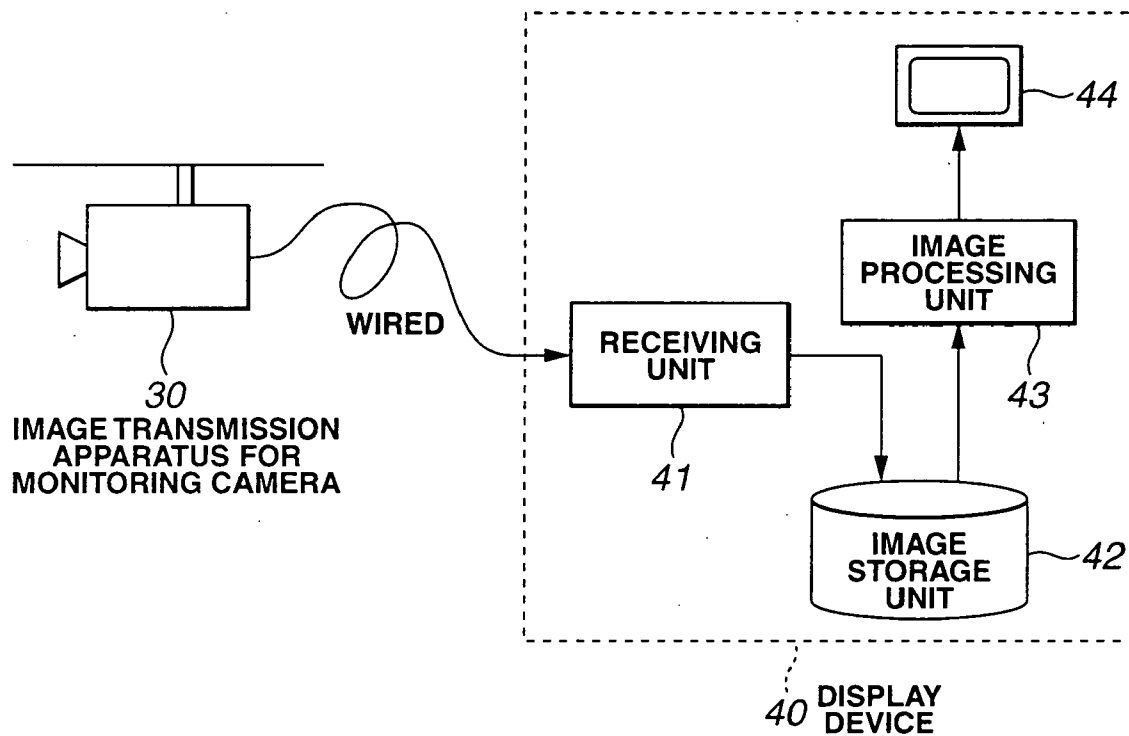 44
IMAGE
PROCESSING
UNIT
43
WIRED
RECEIVING
UNIT
41
30
IMAGE TRANSMISSION
APPARATUS FOR
MONITORING CAMERA
IMAGE
STORAGE
UNIT
42
40 DISPLAY
DEVICE